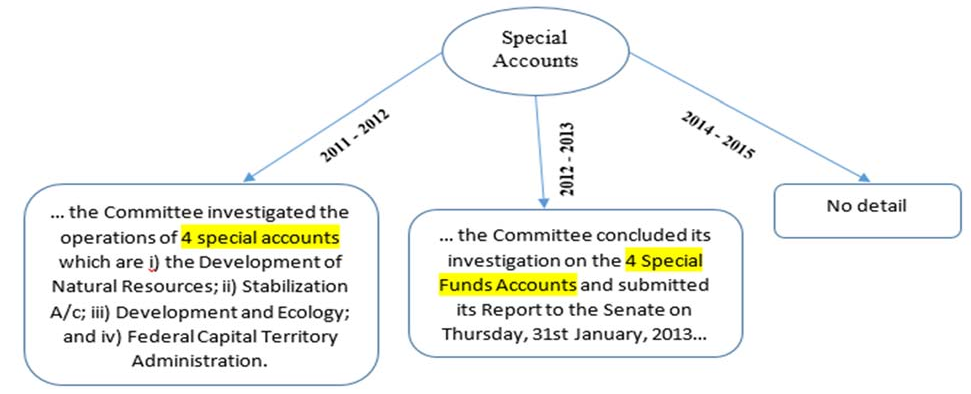 Special
Accounts
2011 - 2012
2012 - 2013
2014 - 2015
... the Committee investigated the
operations of 4 special accounts
which are i) the Development of
Natural Resources; ii) Stabilization
A/c; iii) Development and Ecology;
and iv) Federal Capital Territory
Administration.
... the Committee concluded its
investigation on the 4 Special
Funds Accounts and submitted
its Report to the Senate on
Thursday, 31st January, 2013...
No detail